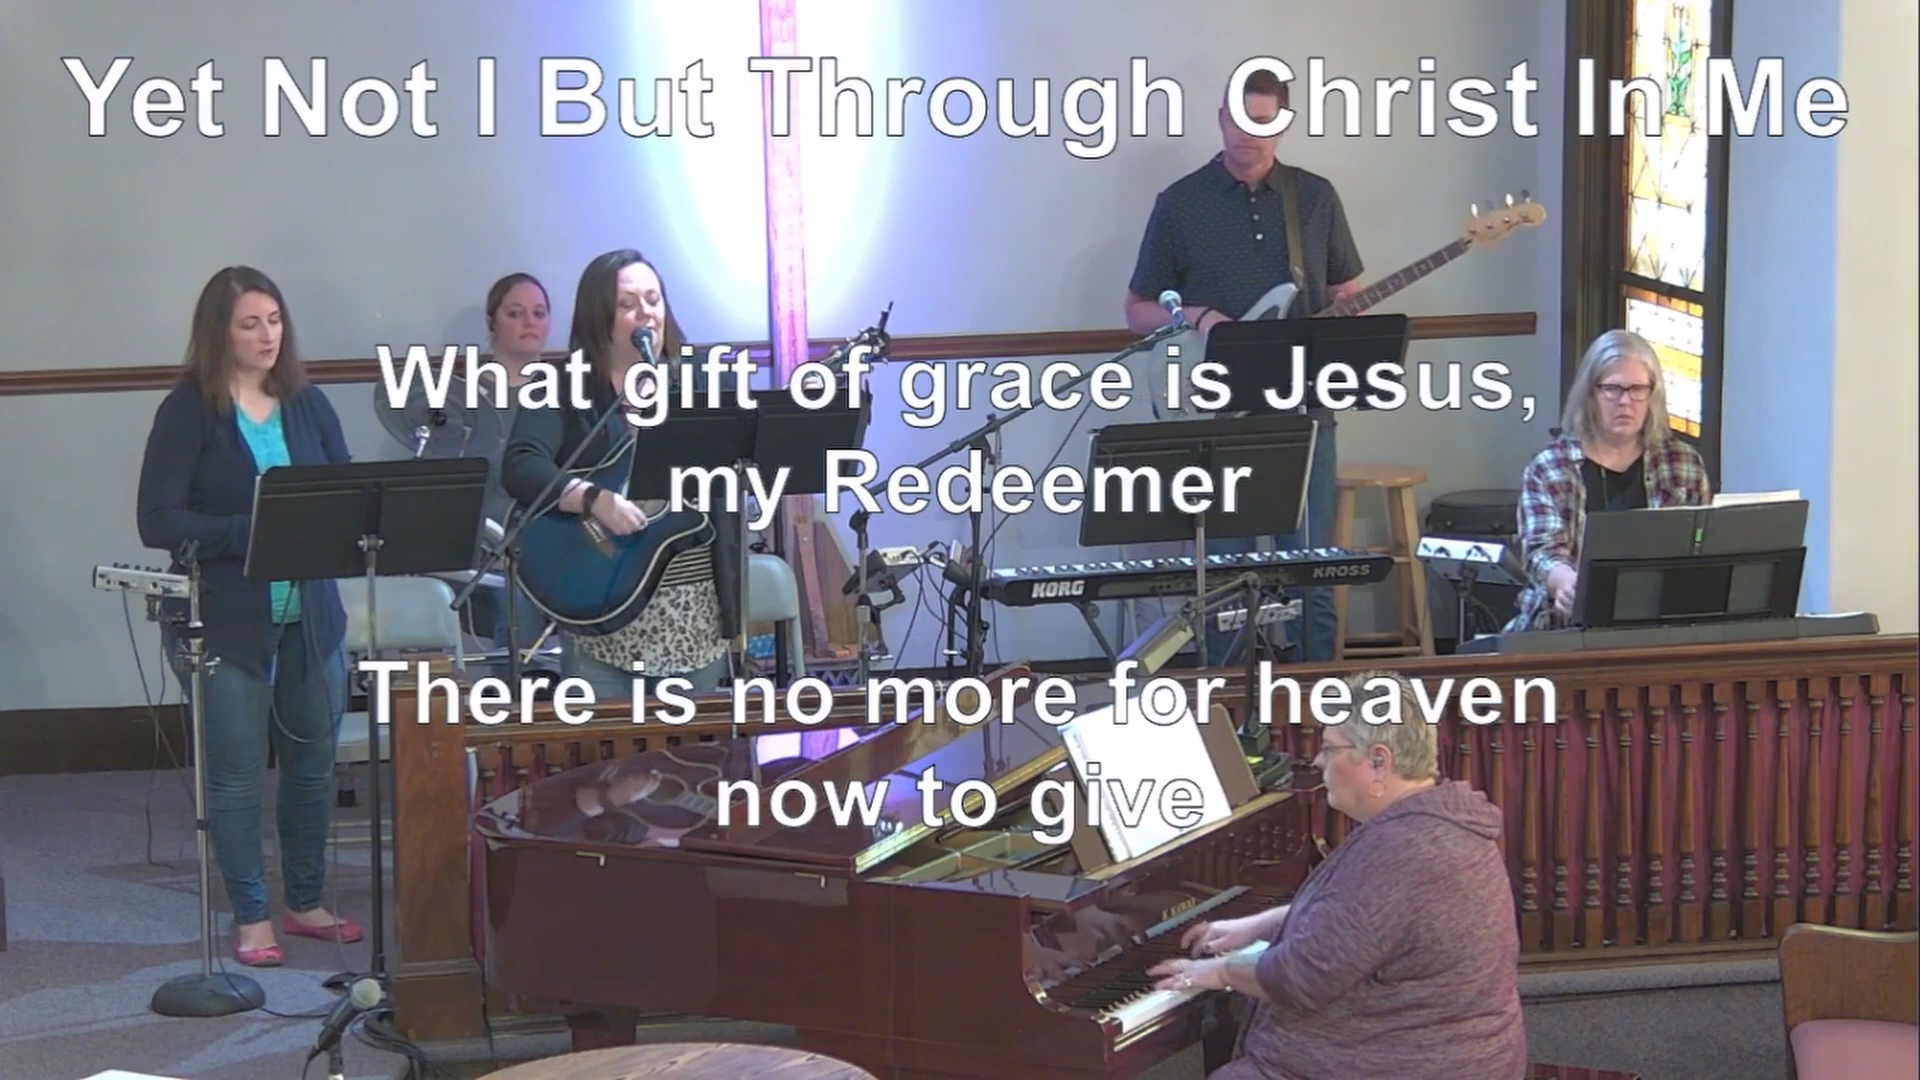 Yet Not I But Through Christ In Me
What gift of grace is Jesus,
my Redeemer
KORG KROSS
There is no more for heaven
now to give